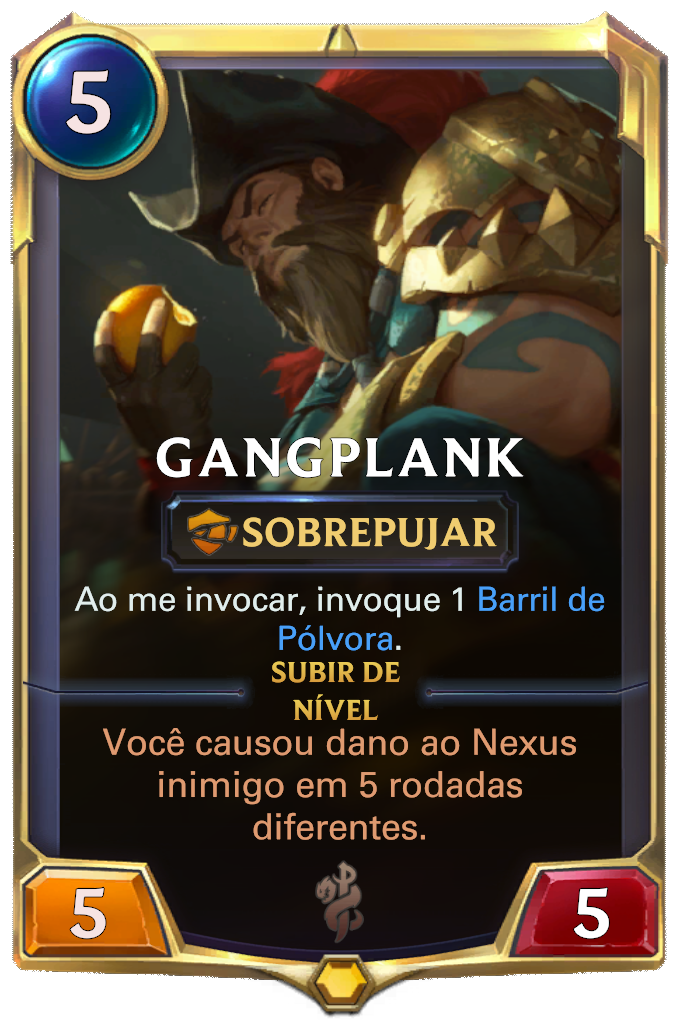 5
GANGPLANK
SOBREPUJAR
Ao me invocar, invoque 1 Barril de
Pólvora.
SUBIR DE
NÍVEL
Você causou dano ao Nexus
inimigo em 5 rodadas
diferentes.
5
5